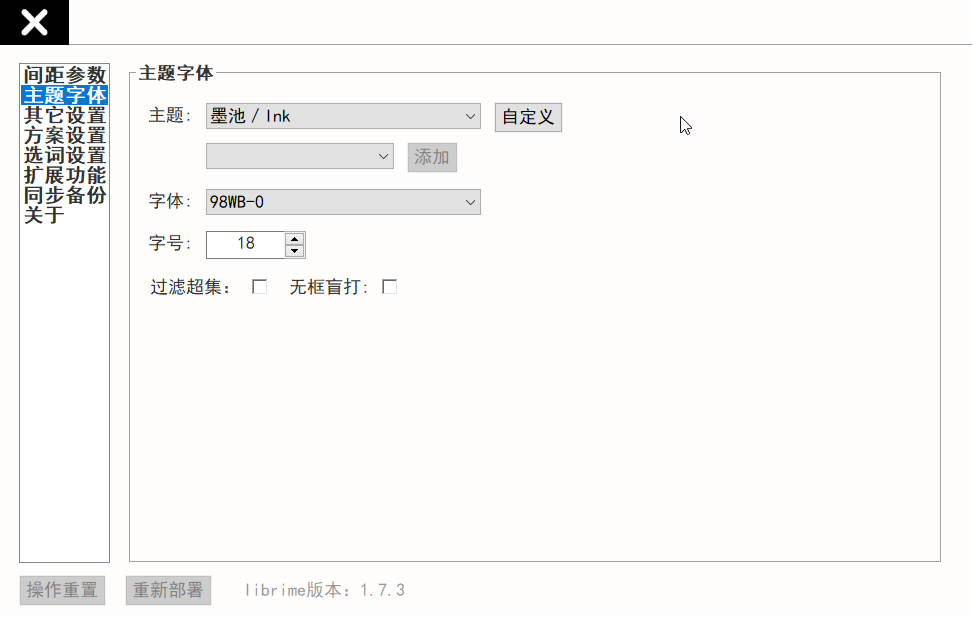 间距参数
主题字体
其它设置
方案设置
选词设置
扩展功能
同步备份
关于
主题字体
主题: 墨池 / Ink 自定义
添加
字体: 98WB-0
字号: 18
过滤超集: 无框盲打:
操作重置 重新部署 librime版本: 1.7.3